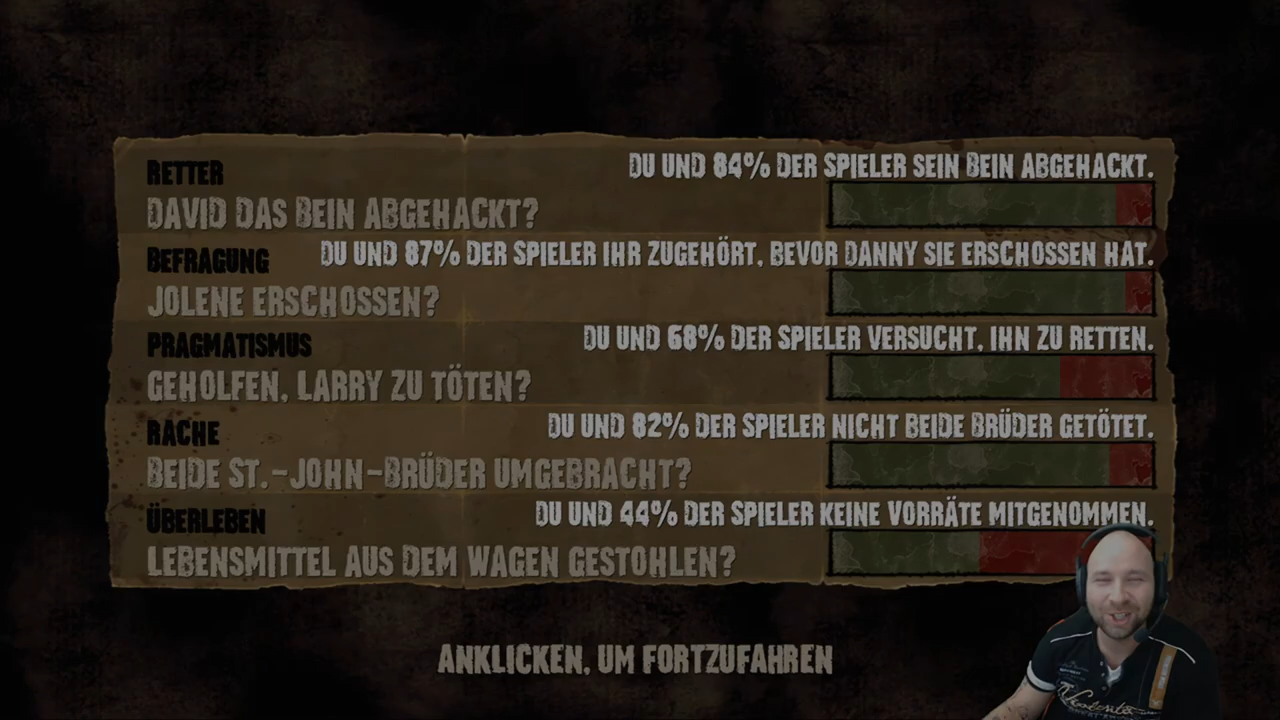 RETTER
DU UND 84% DER SPIELER SEIN BEIN ABGEHACKT.
DAVID DAS BEIN ABGEHACKT?
BEFRAGUNG
DU UND 87% DER SPIELER IHR ZUGEHÖRT, BEVOR DANNY SIE ERSCHOSSEN HAT.
JOLENE ERSCHOSSEN?
PRAGMATISMUS
DU UND 68% DER SPIELER VERSUCHT, IHN ZU RETTEN.
GEHOLFEN, LARRY ZU TÖTEN?
RACHE
DU UND 82% DER SPIELER NICHT BEIDE BRÜDER GETÖTET.
BEIDE ST.-JOHN-BRÜDER UMGEBRACHT?
ÜBERLEBEN
DU UND 44% DER SPIELER KEINE VORRÄTE MITGENOMMEN.
LEBENSMITTEL AUS DEM WAGEN GESTOHLEN?
ANKLICKEN, UM FORTZUFAHREN